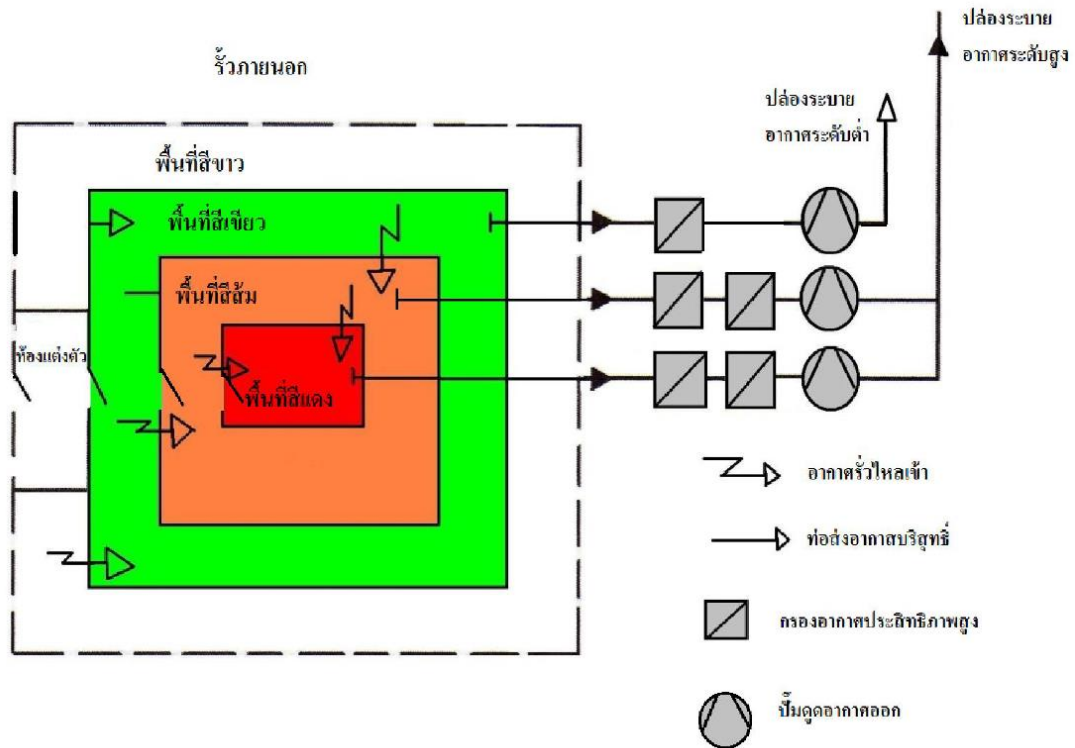 ปล่องระบาย
อากาศระดับสูง
รั้วภายนอก
ปล่องระบาย
อากาศระดับต่ำ
พื้นที่สีขาว
พื้นที่สีเขียว
พื้นที่สีส้ม
ห้องแต่งตัว
พื้นที่สีแดง
อากาศรั่วไหลเข้า
ท่อส่งอากาสบริสุทธิ์
กรองอากาศประสิทธิภาพสูง
ปั๊มดูดอากาศออก